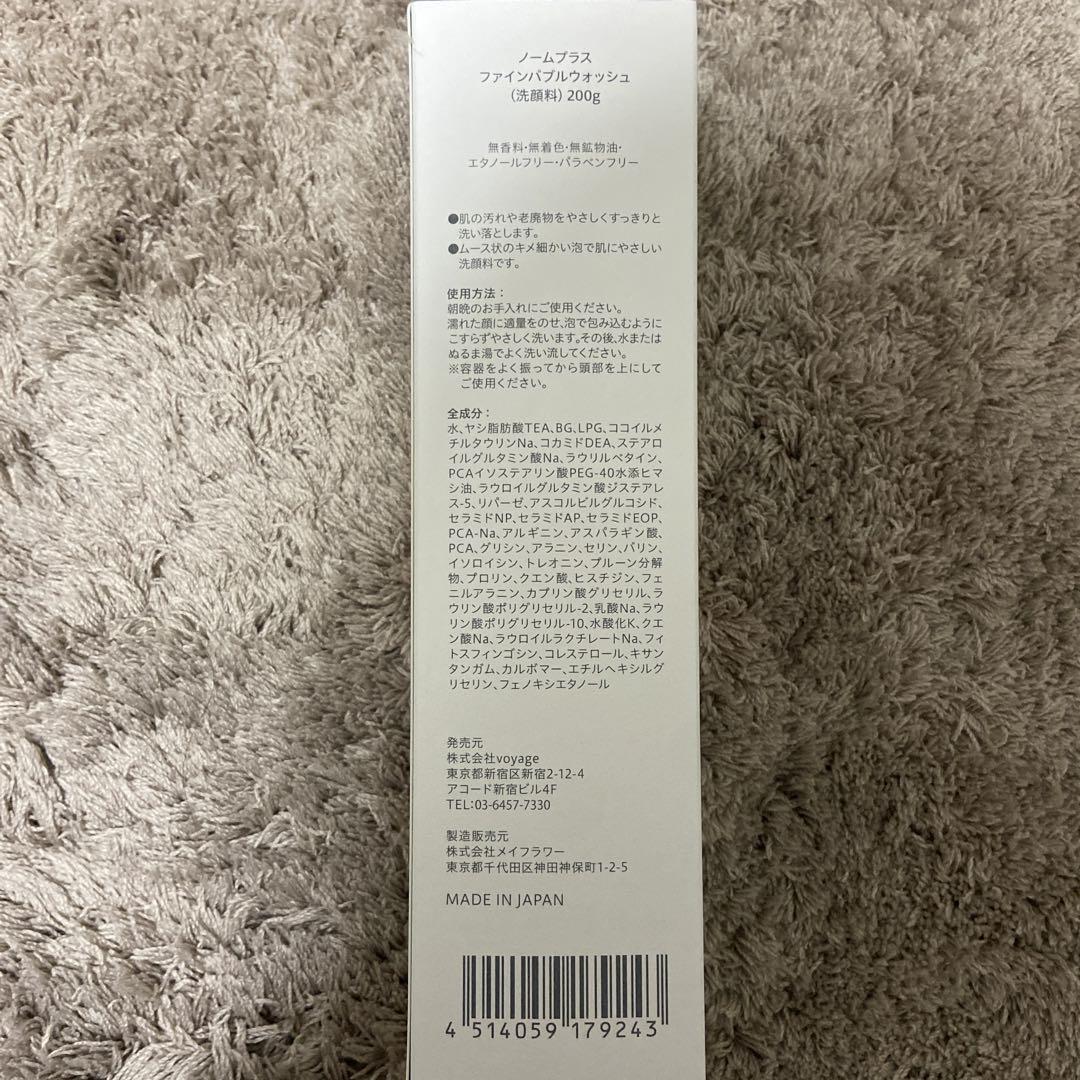 ノームプラス
ファインバブルウォッシュ
(洗顔料) 200g
無香料・無着色・無鉱物油・
エタノールフリー・パラベンフリー
●肌の汚れや老廃物をやさしくすっきりと
洗い落とします。
●ムース状のキメ細かい泡で肌にやさしい
洗顔料です。
使用方法：
朝晩のお手入れにご使用ください。
濡れた顔に適量をのせ、泡で包み込むように
こすらずやさしく洗います。その後、水または
ぬるま湯でよく洗い流してください。
※容器をよく振ってから頭部を上にして
ご使用ください。
全成分：
水、ヤシ脂肪酸TEA、BG、LPG、ココイルメ
チルタウリンNa、コカミドDEA、ステアロ
イルグルタミン酸Na、ラウリルベタイン、
PCAイソステアリン酸PEG-40水添ヒマ
シ油、ラウロイルグルタミン酸ジステアレ
ス-5、リパーゼ、アスコルビルグルコシド、
セラミドNP、セラミドAP、セラミドEOP、
PCA-Na、アルギニン、アスパラギン酸、
PCA、グリシン、アラニン、セリン、バリン、
イソロイシン、トレオニン、プルーン分解
物、プロリン、クエン酸、ヒスチジン、フェ
ニルアラニン、カプリン酸グリセリル、ラ
ウリン酸ポリグリセリル-2、乳酸Na、ラウ
リン酸ポリグリセリル-10、水酸化K、クエ
ン酸Na、ラウロイルラクチレートNa、フィ
トスフィンゴシン、コレステロール、キサン
タンガム、カルボマー、エチルヘキシルグ
リセリン、フェノキシエタノール
発売元
株式会社voyage
東京都新宿区新宿2-12-4
アコード新宿ビル4F
TEL:03-6457-7330
製造販売元
株式会社メイフラワー
東京都千代田区神田神保町1-2-5
MADE IN JAPAN
4 514059 179243